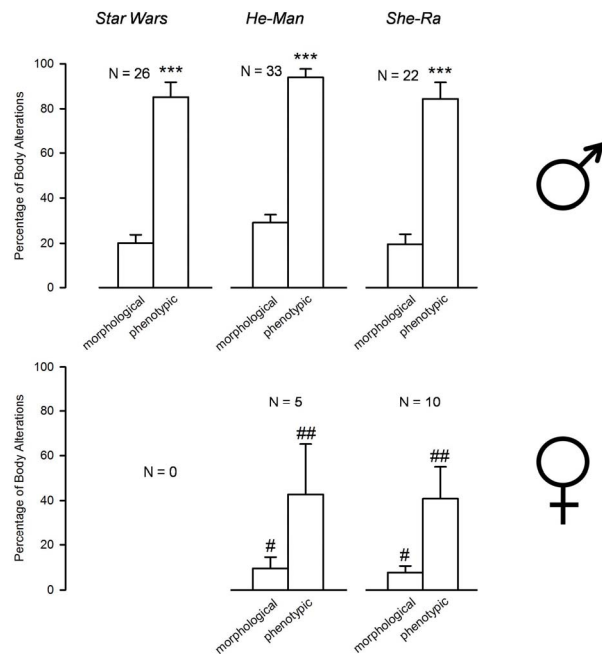 Star Wars He-Man She-Ra
Percentage of Body Alterations
100
80
60
40
20
0
N = 26 ***
N = 33 ***
N = 22 ***
morphological phenotypic morphological phenotypic morphological phenotypic
Percentage of Body Alterations
100
80
60
40
20
0
N = 0
N = 5
N = 10
# ##
# ##
morphological phenotypic morphological phenotypic